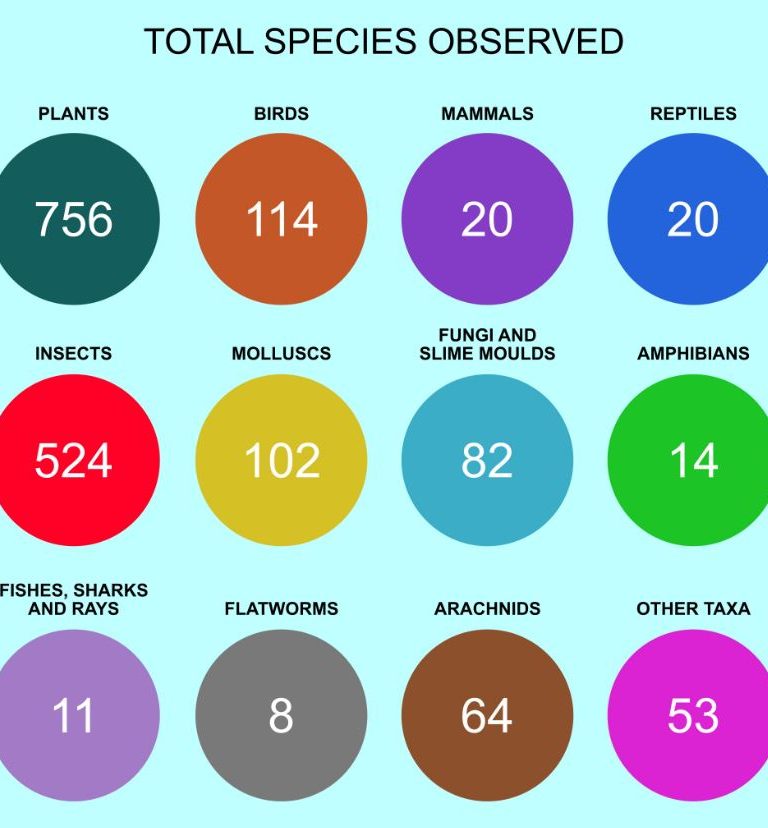 TOTAL SPECIES OBSERVED
PLANTS
BIRDS
MAMMALS
REPTILES
756
114
20
20
INSECTS
MOLLUSCS
FUNGI AND
SLIME MOULDS
AMPHIBIANS
524
102
82
14
FISHES, SHARKS
AND RAYS
FLATWORMS
ARACHNIDS
OTHER TAXA
11
8
64
53